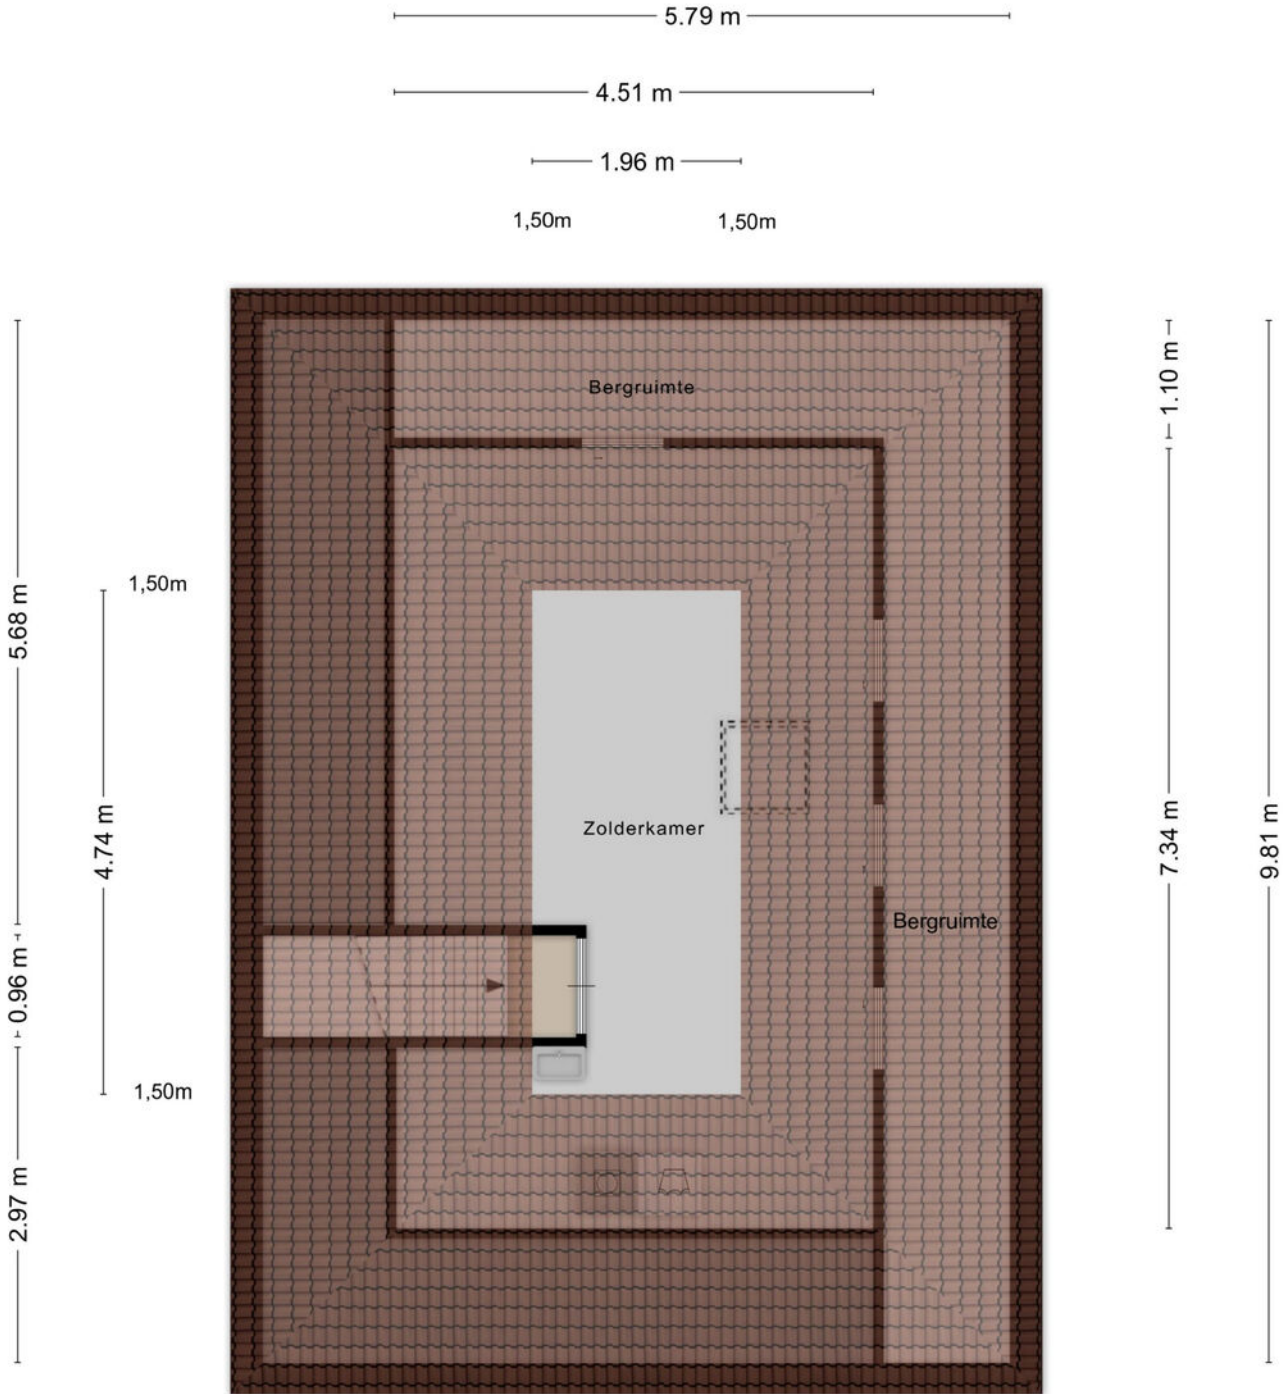 5.79 m
4.51 m
1.96 m
1,50m 1,50m
Bergruimte
1.10 m
5.68 m
1,50m
4.74 m
Zolderkamer
7.34 m
9.81 m
Bergruimte
0.96 m
1,50m
2.97 m